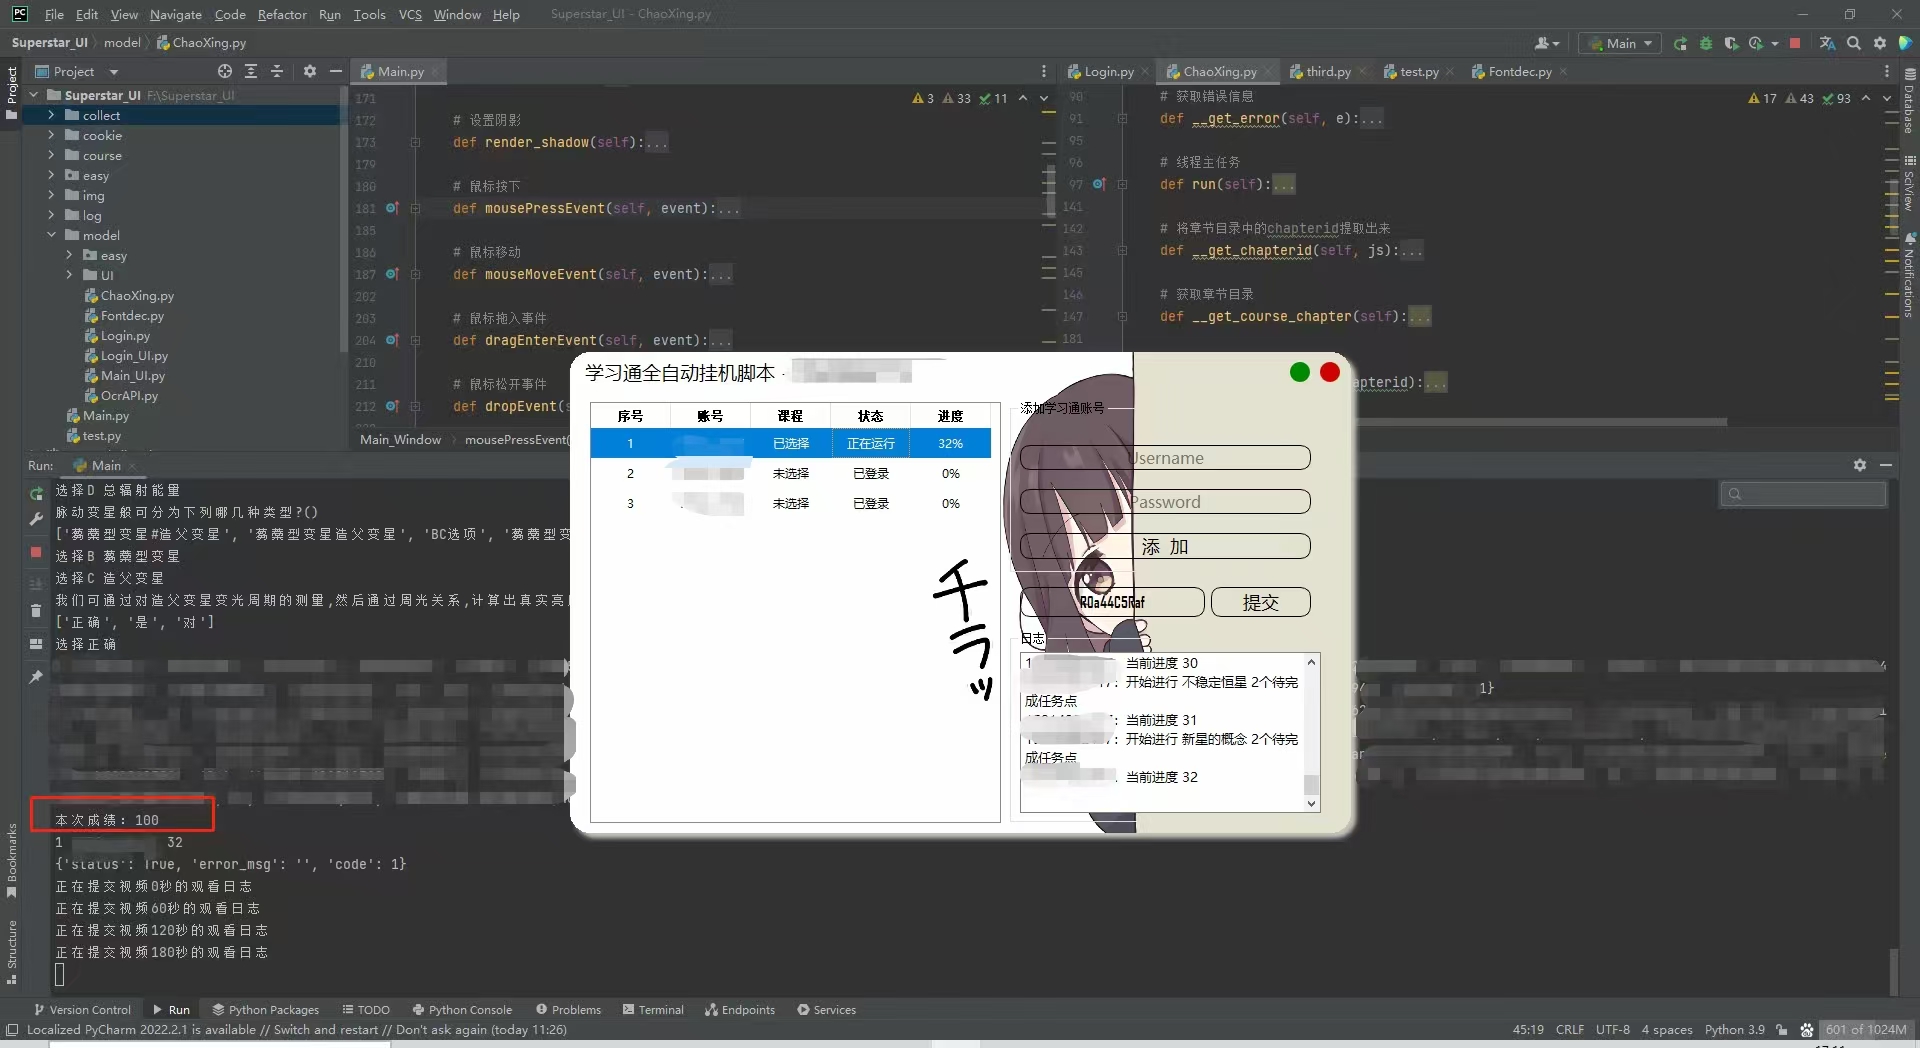 File Edit View Navigate Code Refactor Run Tools VCS Window Help Superstar_UI - ChaoXing.py
Superstar_UI model ChaoXing.py Main
Project
Superstar_UI F:\Superstar_UI
collect
cookie
course
easy
img
log
model
easy
UI
ChaoXing.py
Fontdec.py
Login.py
Login_UI.py
Main_UI.py
OcrAPI.py
Main.py
test.py
Main.py
3 33 11
171
172 # 设置阴影
173 def render_shadow(self):...
179
180 # 鼠标按下
181 def mousePressEvent(self, event):...
185
186 # 鼠标移动
187 def mouseMoveEvent(self, event):...
202
203 # 鼠标拖入事件
204 def dragEnterEvent(self, event):...
210
211 # 鼠标松开事件
212 def dropEvent(s
Main_Window mousePressEvent(
Login.py ChaoXing.py third.py test.py Fontdec.py
17 43 93
90 # 获取错误信息
91 def __get_error(self, e):...
95
96 # 线程主任务
97 def run(self):...
141
142 # 将章节目录中的chapterid提取出来
143 def __get_chapterid(self, js):...
145
146 # 获取章节目录
147 def __get_course_chapter(self):...
181
apterid):...
Database
SciView
Notifications
Project
Bookmarks
Structure
学习通全自动挂机脚本 -
序号 账号 课程 状态 进度
1 已选择 正在运行 32%
2 未选择 已登录 0%
3 未选择 已登录 0%
チラッ
添加学习通账号
Username
Password
添 加
R0a44C5Raf 提交
日志
1 当前进度 30
7: 开始进行 不稳定恒星 2个待完
成任务点
: 当前进度 31
7: 开始进行 新星的概念 2个待完
成任务点
当前进度 32
Run: Main
选择D 总辐射能量
脉动变星般可分为下列哪几种类型?()
['蒭藁型变星#造父变星', '蒭藁型变星造父变星', 'BC选项', '蒭藁型变
选择B 蒭藁型变星
选择C 造父变星
我们可通过对造父变星变光周期的测量,然后通过周光关系,计算出真实亮
['正确', '是', '对']
选择正确
1}
本次成绩: 100
1 32
{'status': True, 'error_msg': '', 'code': 1}
正在提交视频0秒的观看日志
正在提交视频60秒的观看日志
正在提交视频120秒的观看日志
正在提交视频180秒的观看日志
Version Control Run Python Packages TODO Python Console Problems Terminal Endpoints Services
Localized PyCharm 2022.2.1 is available // Switch and restart // Don't ask again (today 11:26) 45:19 CRLF UTF-8 4 spaces Python 3.9 601 of 1024M